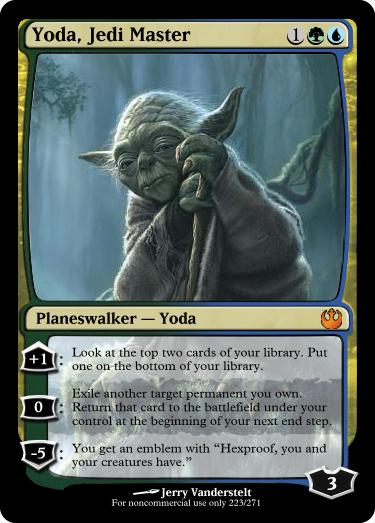 Yoda, Jedi Master 1
Planeswalker — Yoda
+1: Look at the top two cards of your library. Put
one on the bottom of your library.
Exile another target permanent you own.
0: Return that card to the battlefield under your
control at the beginning of your next end step.
-5: You get an emblem with “Hexproof, you and
your creatures have.”
3
Jerry Vanderstelt
For noncommercial use only 223/271